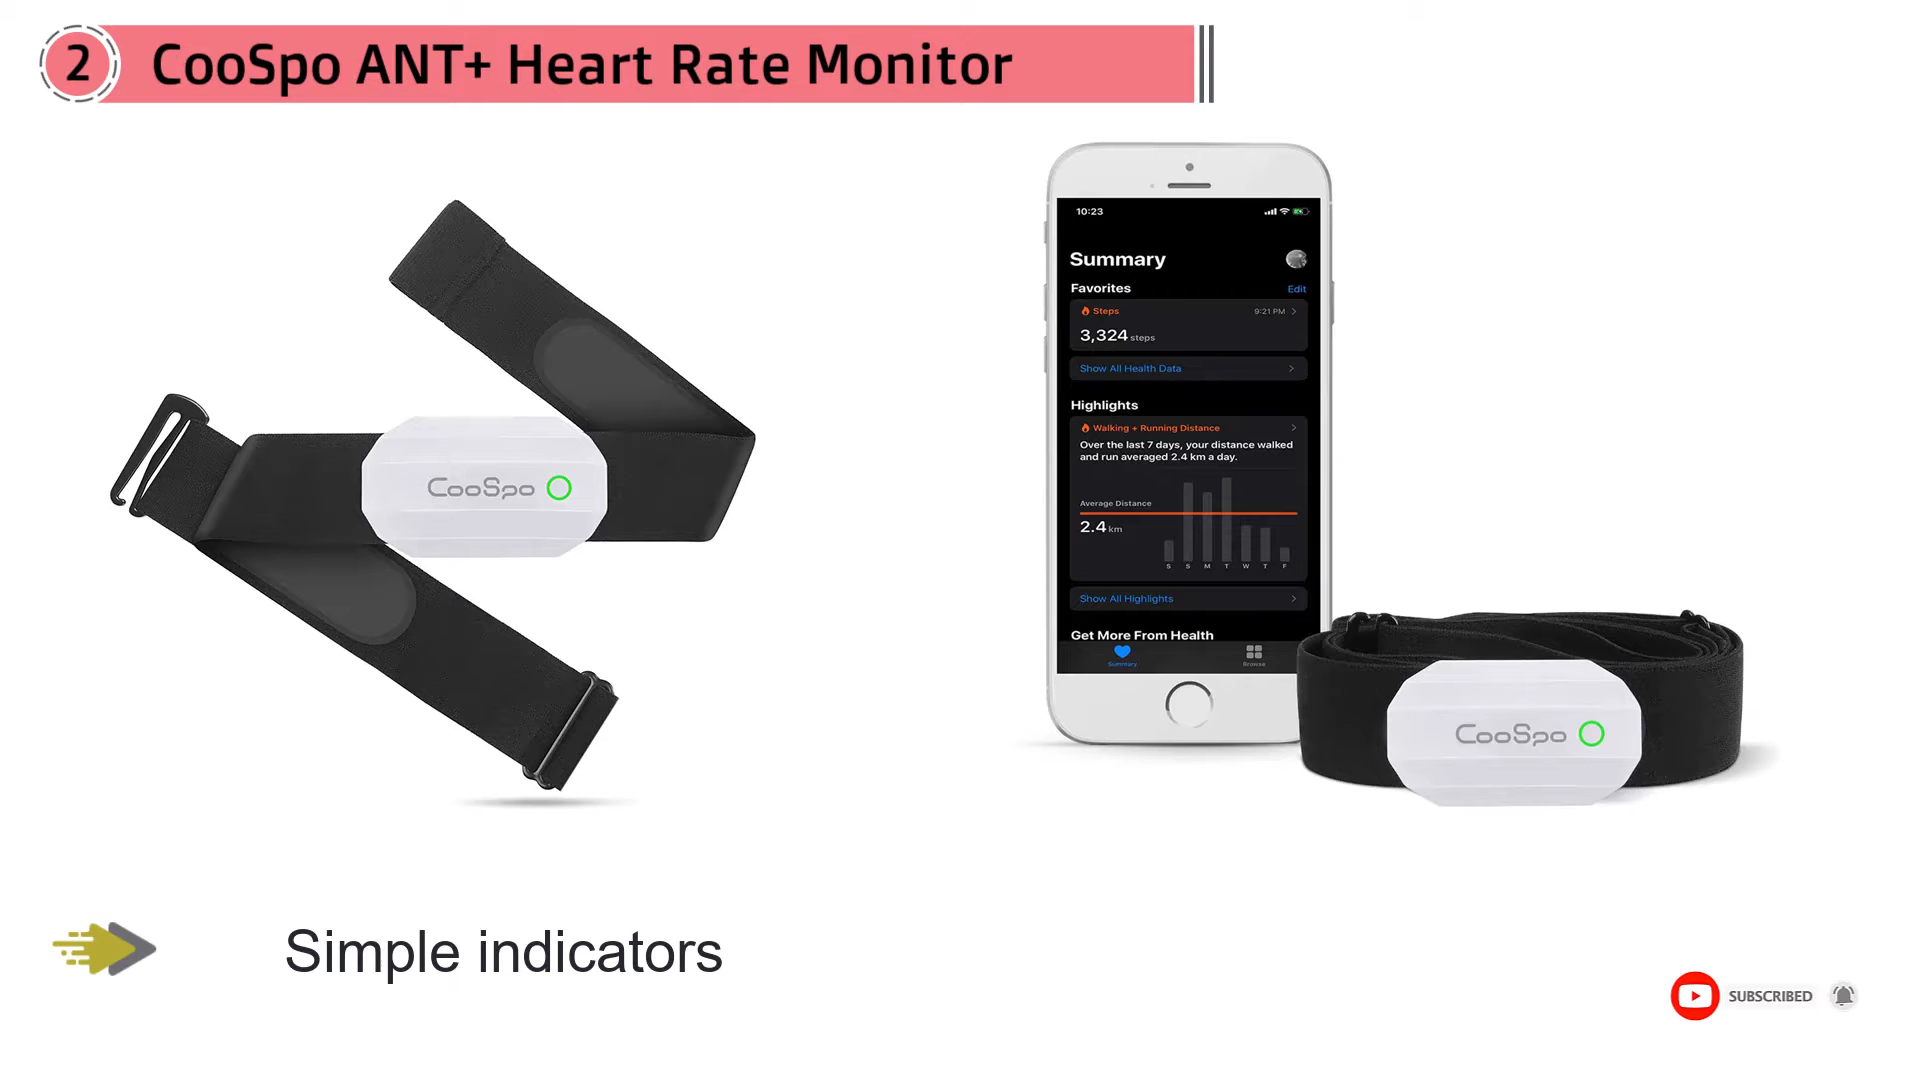 2 CooSpo ANT+ Heart Rate Monitor
CooSpo
10:23
Summary
Favorites Edit
Steps 9:21 PM
3,324 steps
Show All Health Data
Highlights
Walking + Running Distance
Over the last 7 days, your distance walked
and run averaged 2.4 km a day.
Average Distance
2.4 km
S S M T W T F
Show All Highlights
Get More From Health
Summary Browse
CooSpo
Simple indicators
SUBSCRIBED